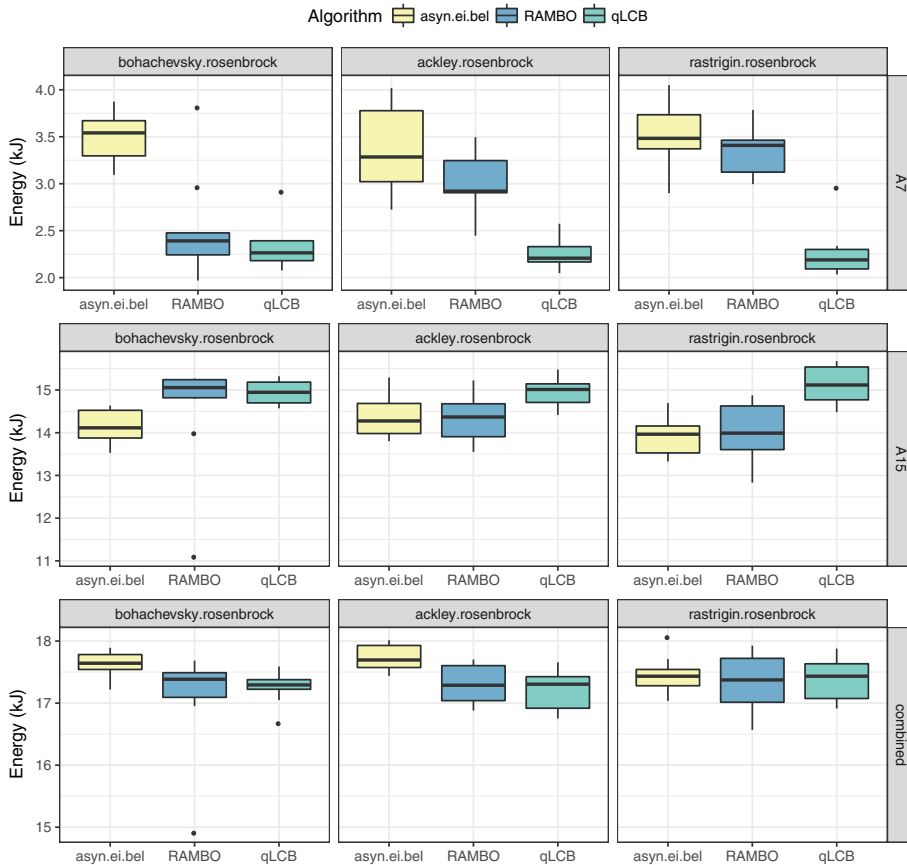 Algorithm asyn.ei.bel RAMBO qLCB
bohachevsky.rosenbrock ackley.rosenbrock rastrigin.rosenbrock
4.0
3.5
3.0
2.5
2.0
Energy (kJ)
A7
asyn.ei.bel RAMBO qLCB asyn.ei.bel RAMBO qLCB asyn.ei.bel RAMBO qLCB
bohachevsky.rosenbrock ackley.rosenbrock rastrigin.rosenbrock
15
14
13
12
11
Energy (kJ)
A15
asyn.ei.bel RAMBO qLCB asyn.ei.bel RAMBO qLCB asyn.ei.bel RAMBO qLCB
bohachevsky.rosenbrock ackley.rosenbrock rastrigin.rosenbrock
18
17
16
15
Energy (kJ)
combined
asyn.ei.bel RAMBO qLCB asyn.ei.bel RAMBO qLCB asyn.ei.bel RAMBO qLCB